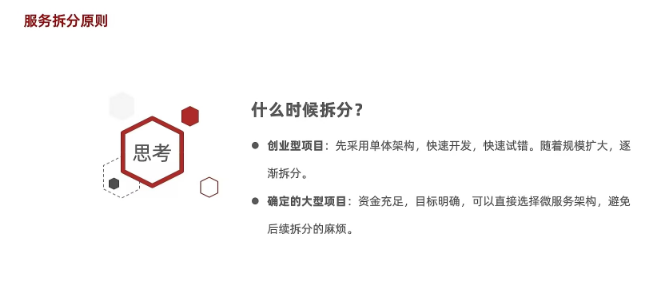 服务拆分原则
思考
什么时候拆分？
● 创业型项目：先采用单体架构，快速开发，快速试错。随着规模扩大，逐
渐拆分。
● 确定的大型项目：资金充足，目标明确，可以直接选择微服务架构，避免
后续拆分的麻烦。